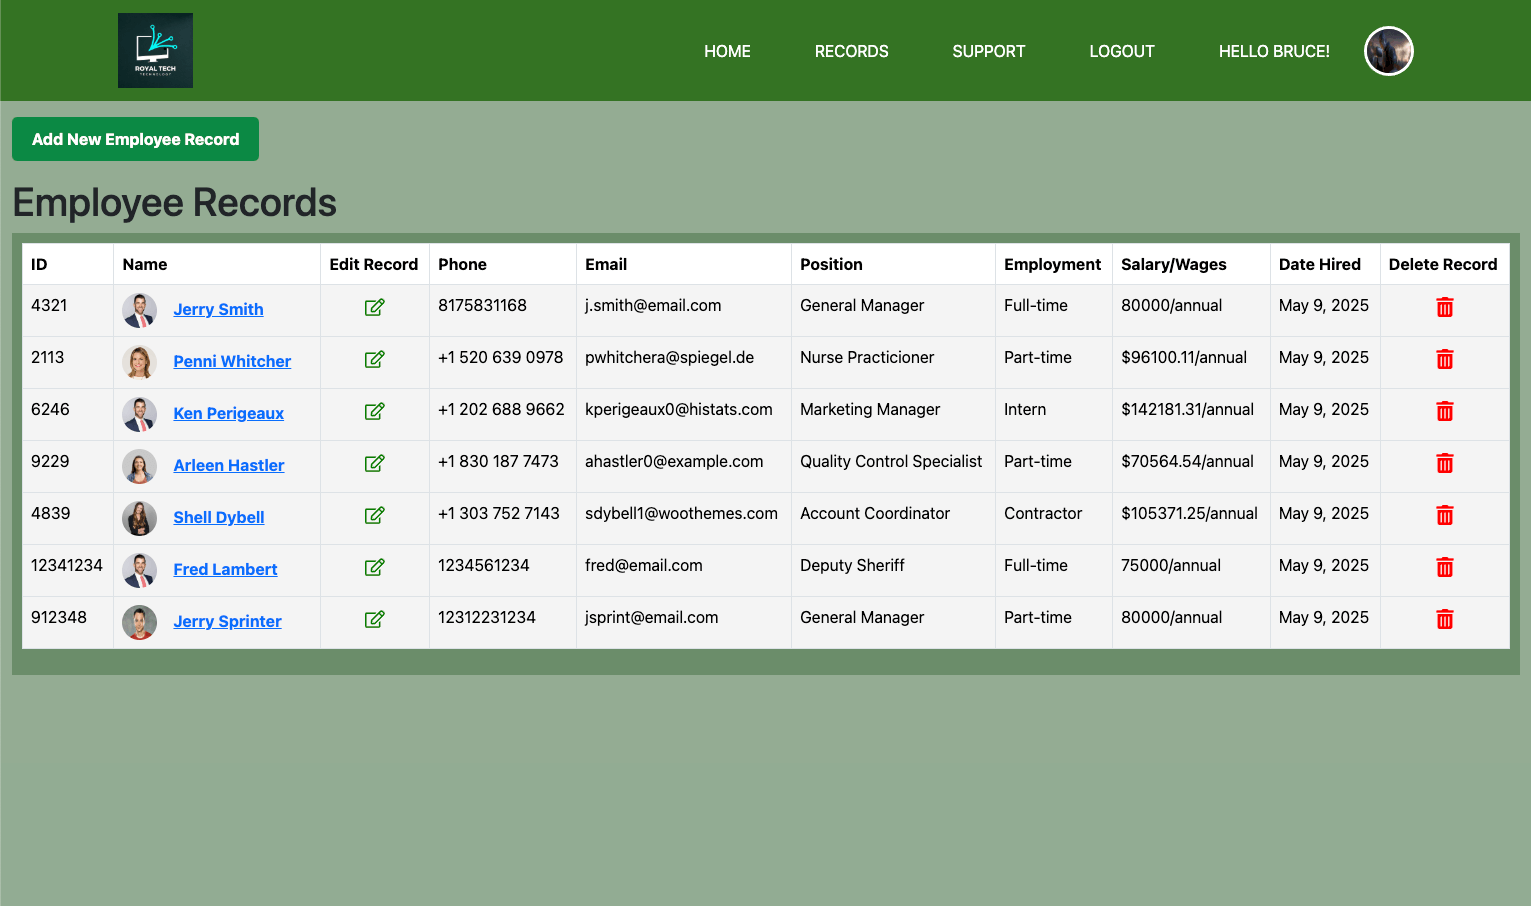 ROYAL TECH
TECHNOLOGY
HOME RECORDS SUPPORT LOGOUT HELLO BRUCE!
Add New Employee Record
Employee Records
ID Name Edit Record Phone Email Position Employment Salary/Wages Date Hired Delete Record
4321 Jerry Smith 8175831168 j.smith@email.com General Manager Full-time 80000/annual May 9, 2025
2113 Penni Whitcher +1 520 639 0978 pwhitchera@spiegel.de Nurse Practicioner Part-time $96100.11/annual May 9, 2025
6246 Ken Perigeaux +1 202 688 9662 kperigeaux0@histats.com Marketing Manager Intern $142181.31/annual May 9, 2025
9229 Arleen Hastler +1 830 187 7473 ahastler0@example.com Quality Control Specialist Part-time $70564.54/annual May 9, 2025
4839 Shell Dybell +1 303 752 7143 sdybell1@woothemes.com Account Coordinator Contractor $105371.25/annual May 9, 2025
12341234 Fred Lambert 1234561234 fred@email.com Deputy Sheriff Full-time 75000/annual May 9, 2025
912348 Jerry Sprinter 12312231234 jsprint@email.com General Manager Part-time 80000/annual May 9, 2025